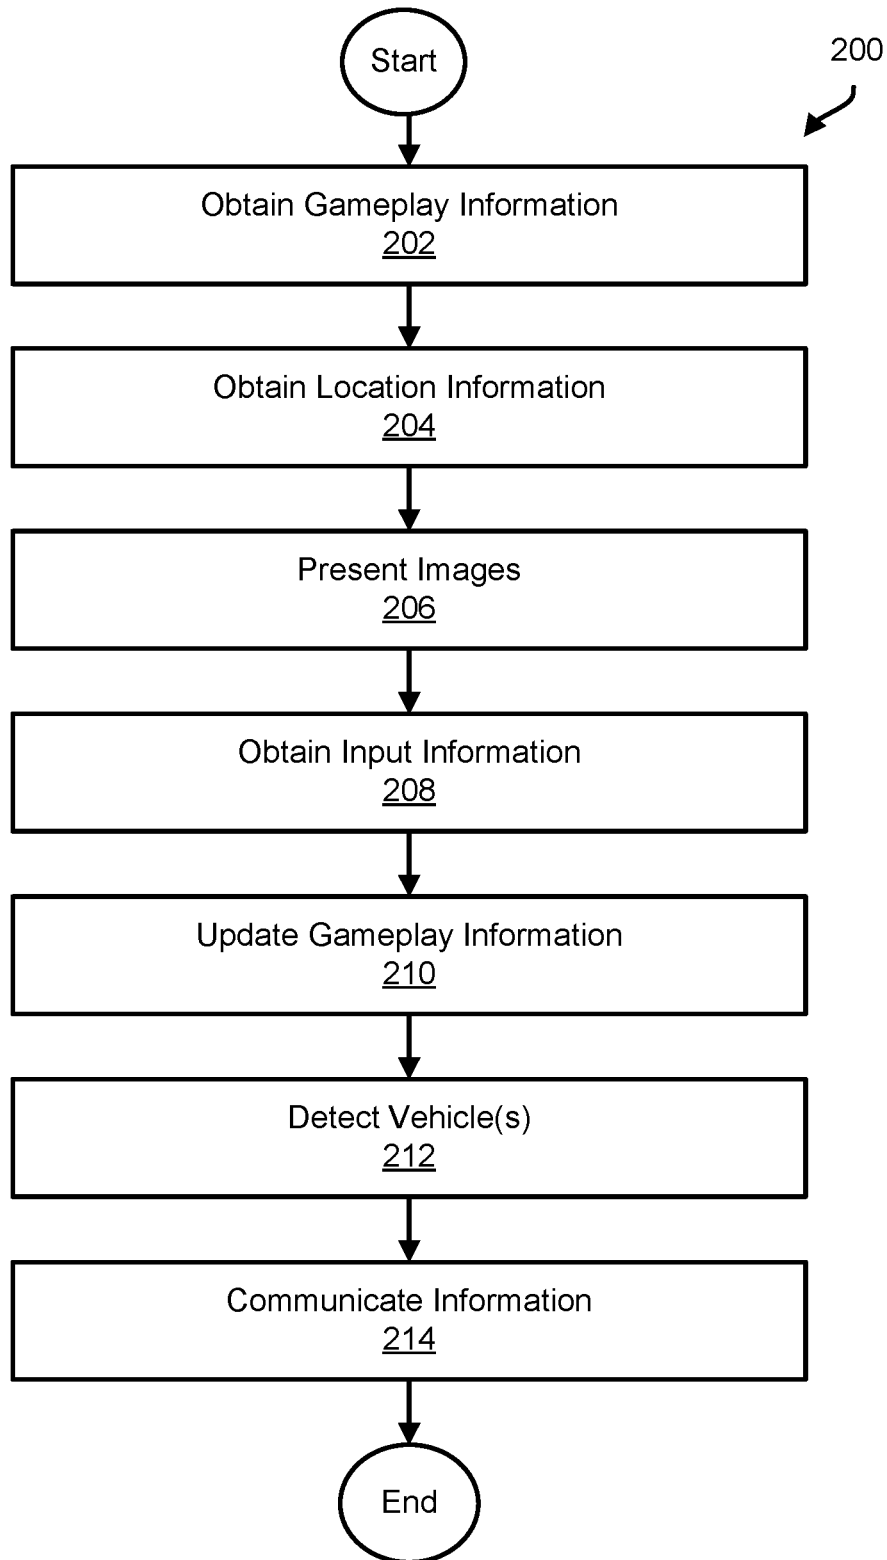 Start
200
Obtain Gameplay Information
202
Obtain Location Information
204
Present Images
206
Obtain Input Information
208
Update Gameplay Information
210
Detect Vehicle(s)
212
Communicate Information
214
End